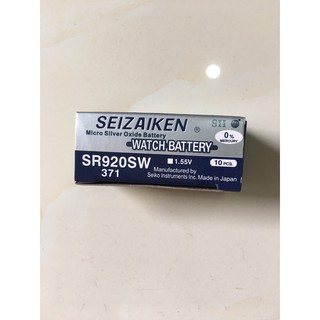 SEIZAIKEN ®
SII
Micro Silver Oxide Battery
WATCH BATTERY
0%
MERCURY
SR920SW
1.55V
10 PCS.
371
Manufactured by
Seiko Instruments Inc. Made in Japan